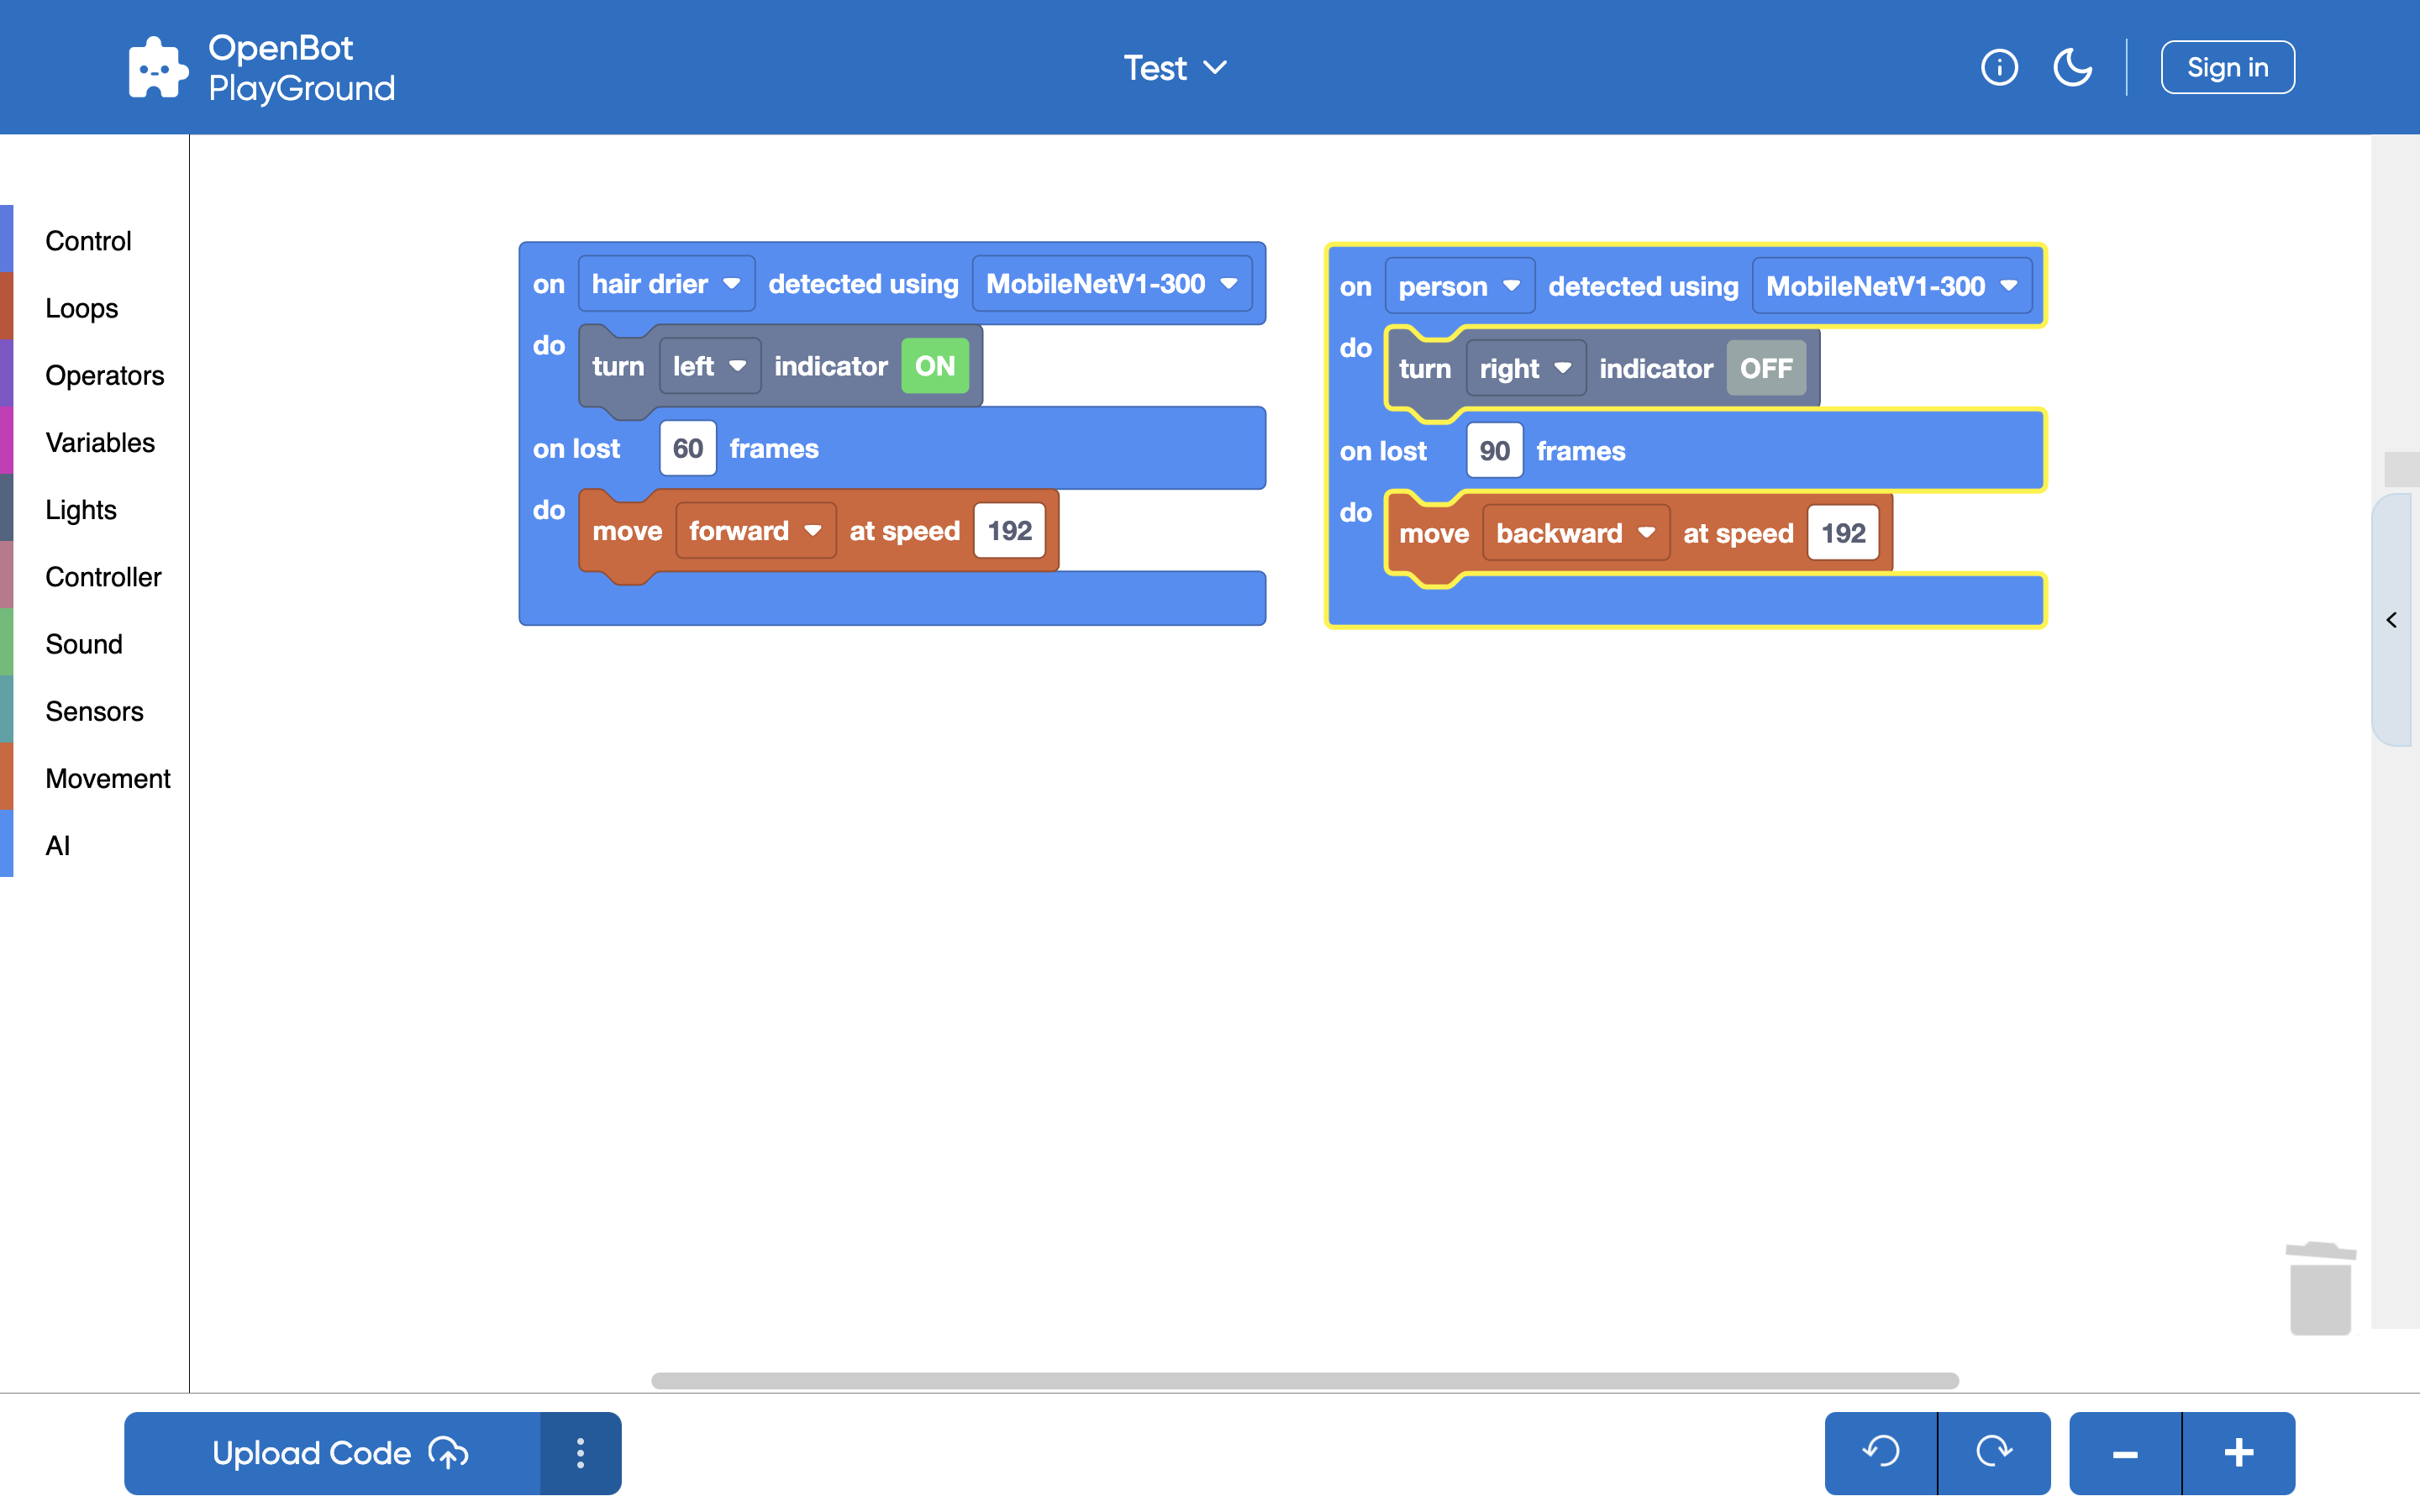 OpenBot
PlayGround
Test
Sign in
Control
Loops
Operators
Variables
Lights
Controller
Sound
Sensors
Movement
AI
on hair drier detected using MobileNetV1-300
do turn left indicator ON
on lost 60 frames
do move forward at speed 192
on person detected using MobileNetV1-300
do turn right indicator OFF
on lost 90 frames
do move backward at speed 192
Upload Code